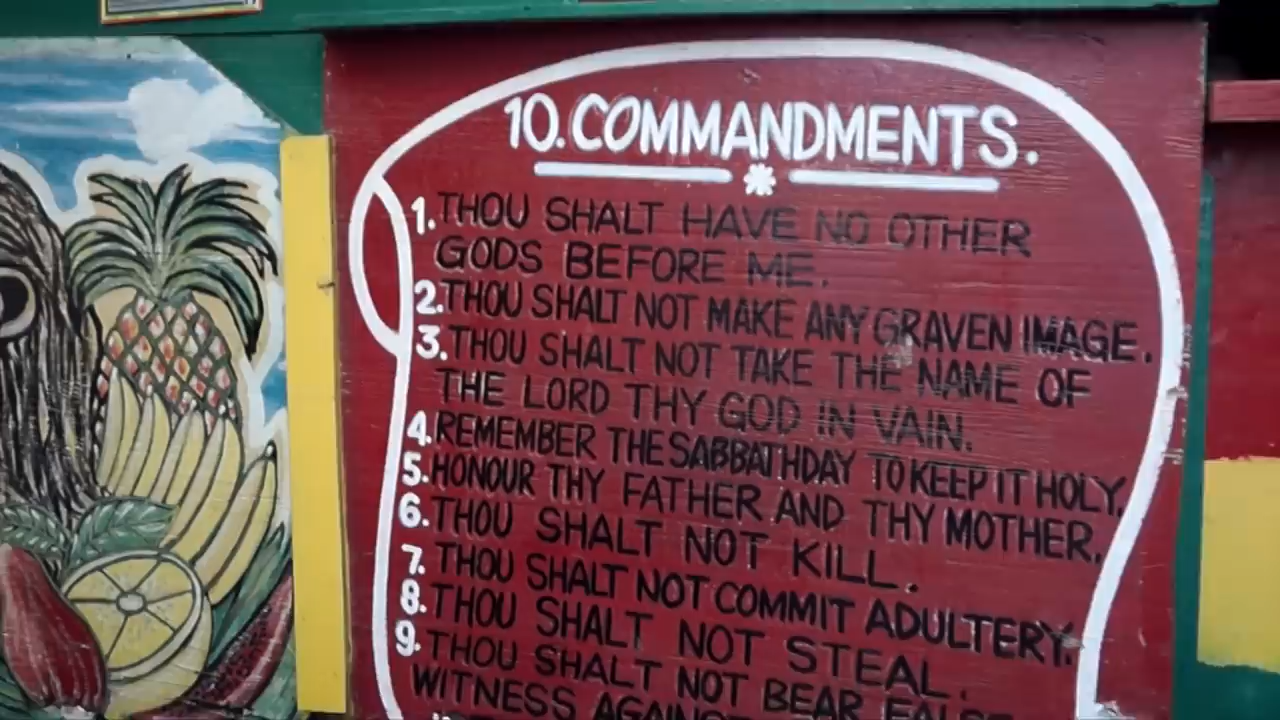 10.COMMANDMENTS.
1. THOU SHALT HAVE NO OTHER
GODS BEFORE ME.
2. THOU SHALT NOT MAKE ANY GRAVEN IMAGE.
3. THOU SHALT NOT TAKE THE NAME OF
THE LORD THY GOD IN VAIN.
4. REMEMBER THE SABBATHDAY TO KEEP IT HOLY.
5. HONOUR THY FATHER AND THY MOTHER.
6. THOU SHALT NOT KILL.
7. THOU SHALT NOT COMMIT ADULTERY.
8. THOU SHALT NOT STEAL.
9. THOU SHALT NOT BEAR FALSE
WITNESS AGAINST